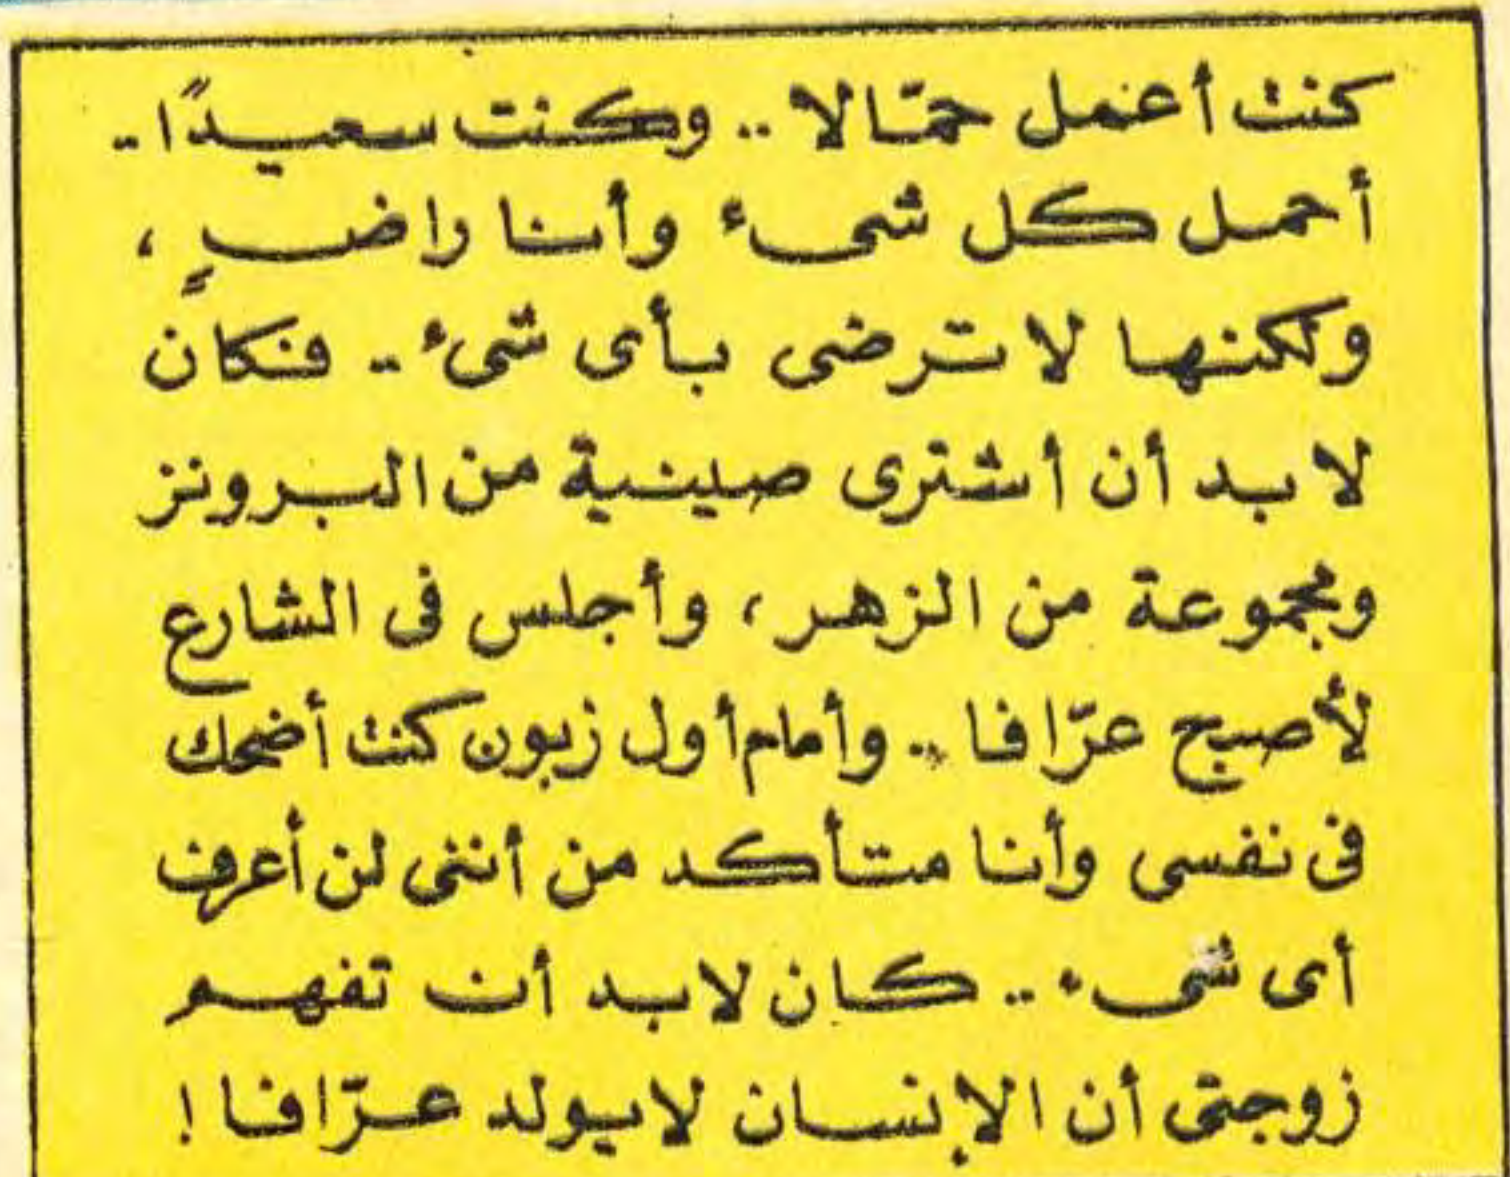 كنت أعمل حمّالا .. وكنت سعيدًا ..
أحمل كل شىء وأنا راضٍ ،
ولكنها لا ترضى بأى شىء .. فكان
لا بد أن أشترى صينية من البرونز
ومجموعة من الزهر ، وأجلس فى الشارع
لأصبح عرّافا .. وأمام أول زبون كنت أضحك
فى نفسى وأنا متأكد من أننى لن أعرف
أى شىء .. كان لابد أن تفهم
زوجتى أن الإنسان لا يولد عرّافا !